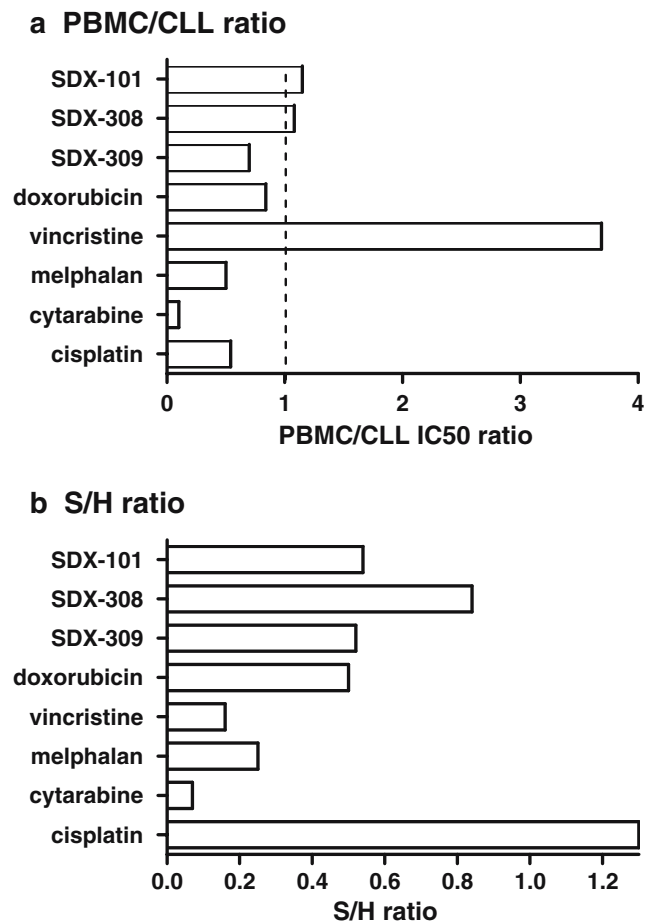 a PBMC/CLL ratio
SDX-101
SDX-308
SDX-309
doxorubicin
vincristine
melphalan
cytarabine
cisplatin
0 1 2 3 4
PBMC/CLL IC50 ratio
b S/H ratio
SDX-101
SDX-308
SDX-309
doxorubicin
vincristine
melphalan
cytarabine
cisplatin
0.0 0.2 0.4 0.6 0.8 1.0 1.2
S/H ratio